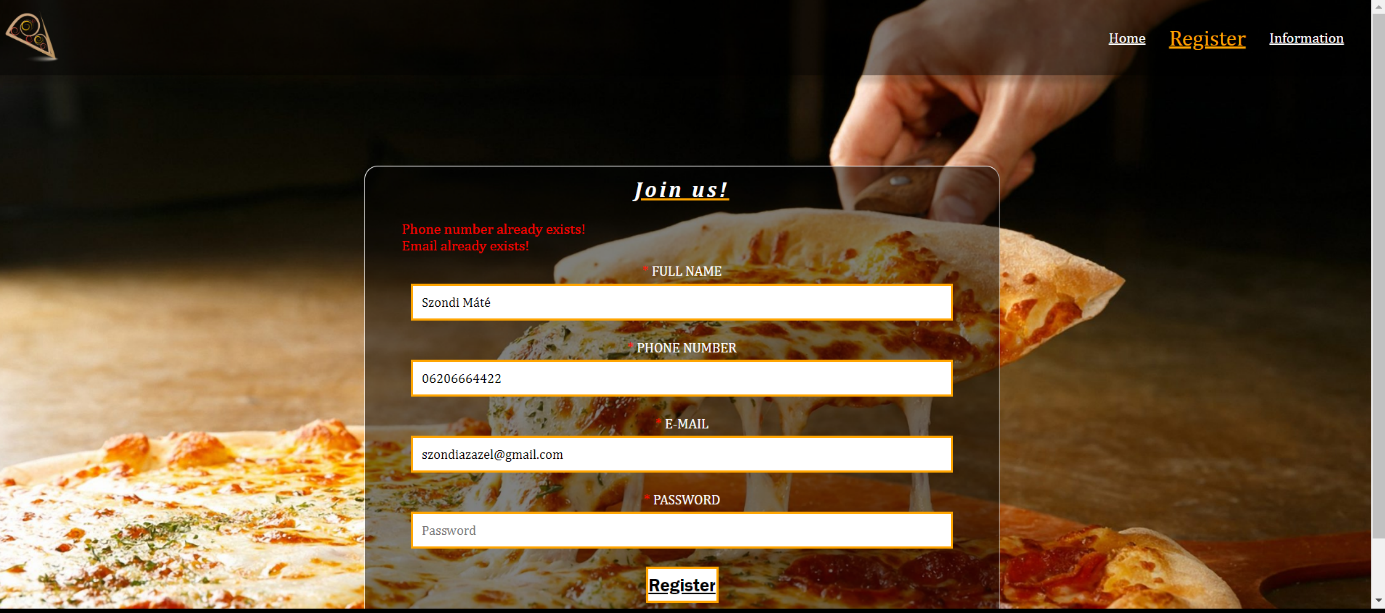 Home Register Information
Join us!
Phone number already exists!
Email already exists!
* FULL NAME
Szondi Máté
* PHONE NUMBER
06206664422
* E-MAIL
szondiazazel@gmail.com
* PASSWORD
Password
Register